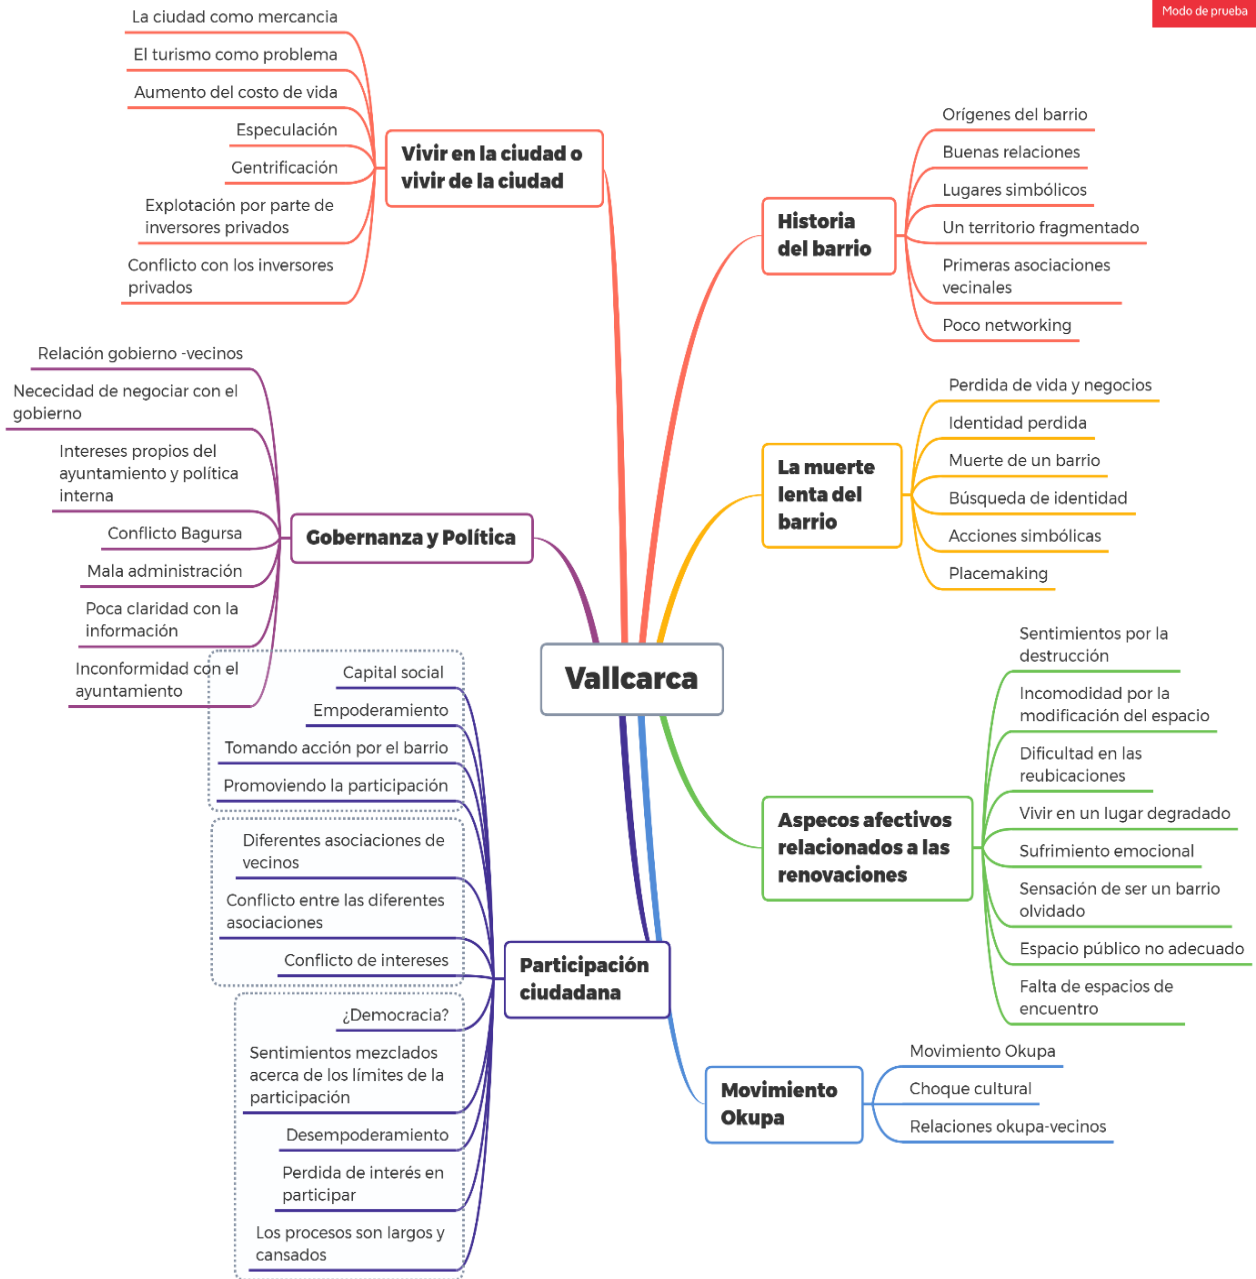 Modo de prueba
La ciudad como mercancia
El turismo como problema
Aumento del costo de vida
Especulación
Gentrificación
Explotación por parte de
inversores privados
Conflicto con los inversores
privados
Vivir en la ciudad o
vivir de la ciudad
Relación gobierno -vecinos
Nececidad de negociar con el
gobierno
Intereses propios del
ayuntamiento y política
interna
Conflicto Bagursa
Mala administración
Poca claridad con la
información
Inconformidad con el
ayuntamiento
Gobernanza y Política
Capital social
Empoderamiento
Tomando acción por el barrio
Promoviendo la participación
Diferentes asociaciones de
vecinos
Conflicto entre las diferentes
asociaciones
Conflicto de intereses
¿Democracia?
Sentimientos mezclados
acerca de los límites de la
participación
Desempoderamiento
Perdida de interés en
participar
Los procesos son largos y
cansados
Participación
ciudadana
Vallcarca
Historia
del barrio
Orígenes del barrio
Buenas relaciones
Lugares simbólicos
Un territorio fragmentado
Primeras asociaciones
vecinales
Poco networking
La muerte
lenta del
barrio
Perdida de vida y negocios
Identidad perdida
Muerte de un barrio
Búsqueda de identidad
Acciones simbólicas
Placemaking
Aspecos afectivos
relacionados a las
renovaciones
Sentimientos por la
destrucción
Incomodidad por la
modificación del espacio
Dificultad en las
reubicaciones
Vivir en un lugar degradado
Sufrimiento emocional
Sensación de ser un barrio
olvidado
Espacio público no adecuado
Falta de espacios de
encuentro
Movimiento
Okupa
Movimiento Okupa
Choque cultural
Relaciones okupa-vecinos